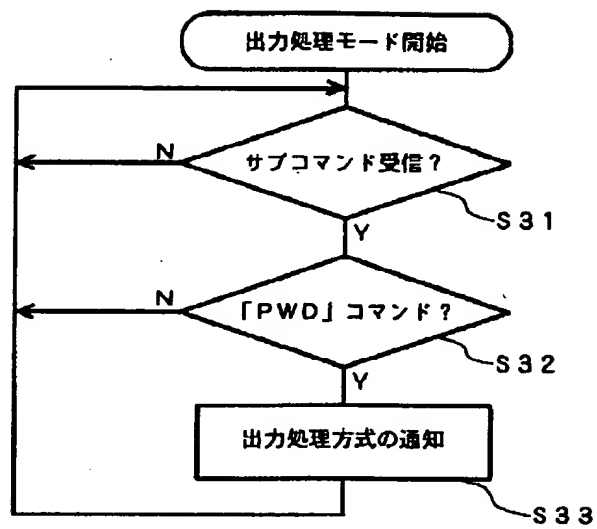 出力処理モード開始
N
サブコマンド受信？
S31
Y
N
「PWD」コマンド？
S32
Y
出力処理方式の通知
S33